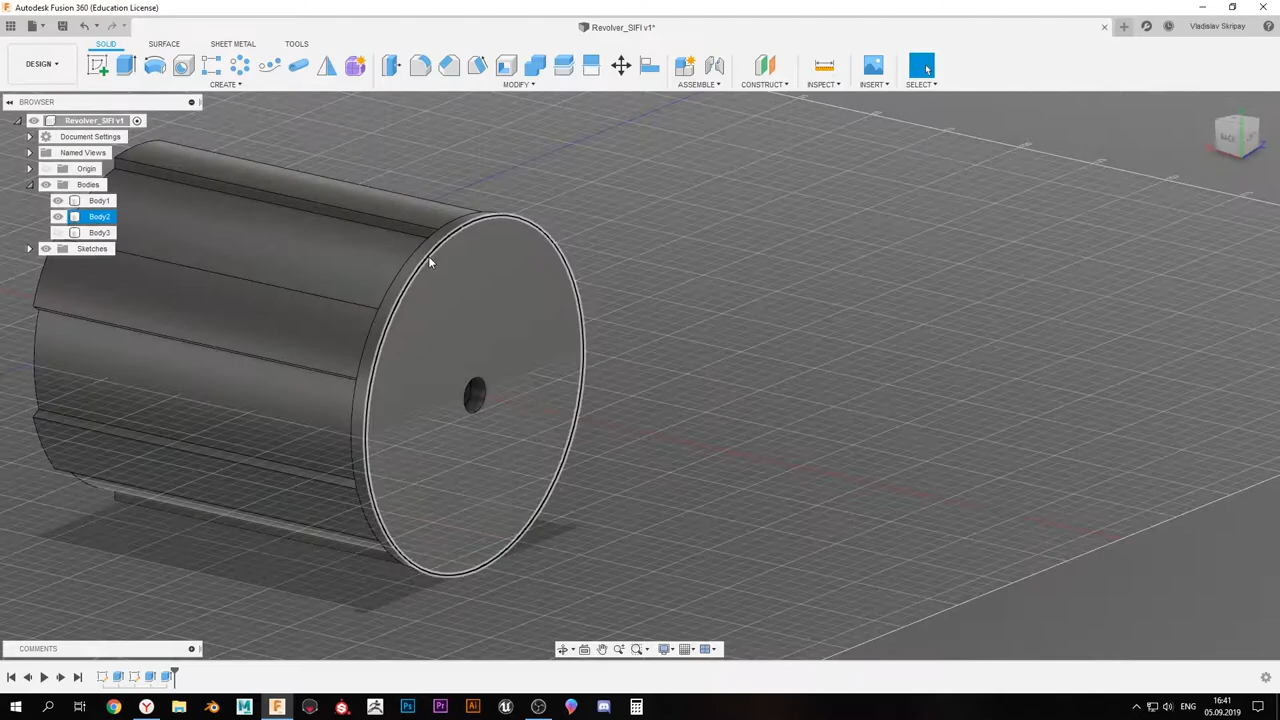 Autodesk Fusion 360 (Education License)
Revolver_SIFI v1*
Vladislav Skripay
DESIGN
SOLID
SURFACE
SHEET METAL
TOOLS
CREATE
MODIFY
ASSEMBLE
CONSTRUCT
INSPECT
INSERT
SELECT
BROWSER
Revolver_SIFI v1
Document Settings
Named Views
Origin
Bodies
Body1
Body2
Body3
Sketches
BACK
COMMENTS
16:41
ENG
05.09.2019